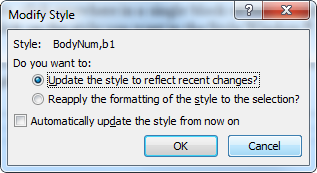 Modify Style
Style: BodyNum,b1
Do you want to:
Update the style to reflect recent changes?
Reapply the formatting of the style to the selection?
Automatically update the style from now on
OK Cancel